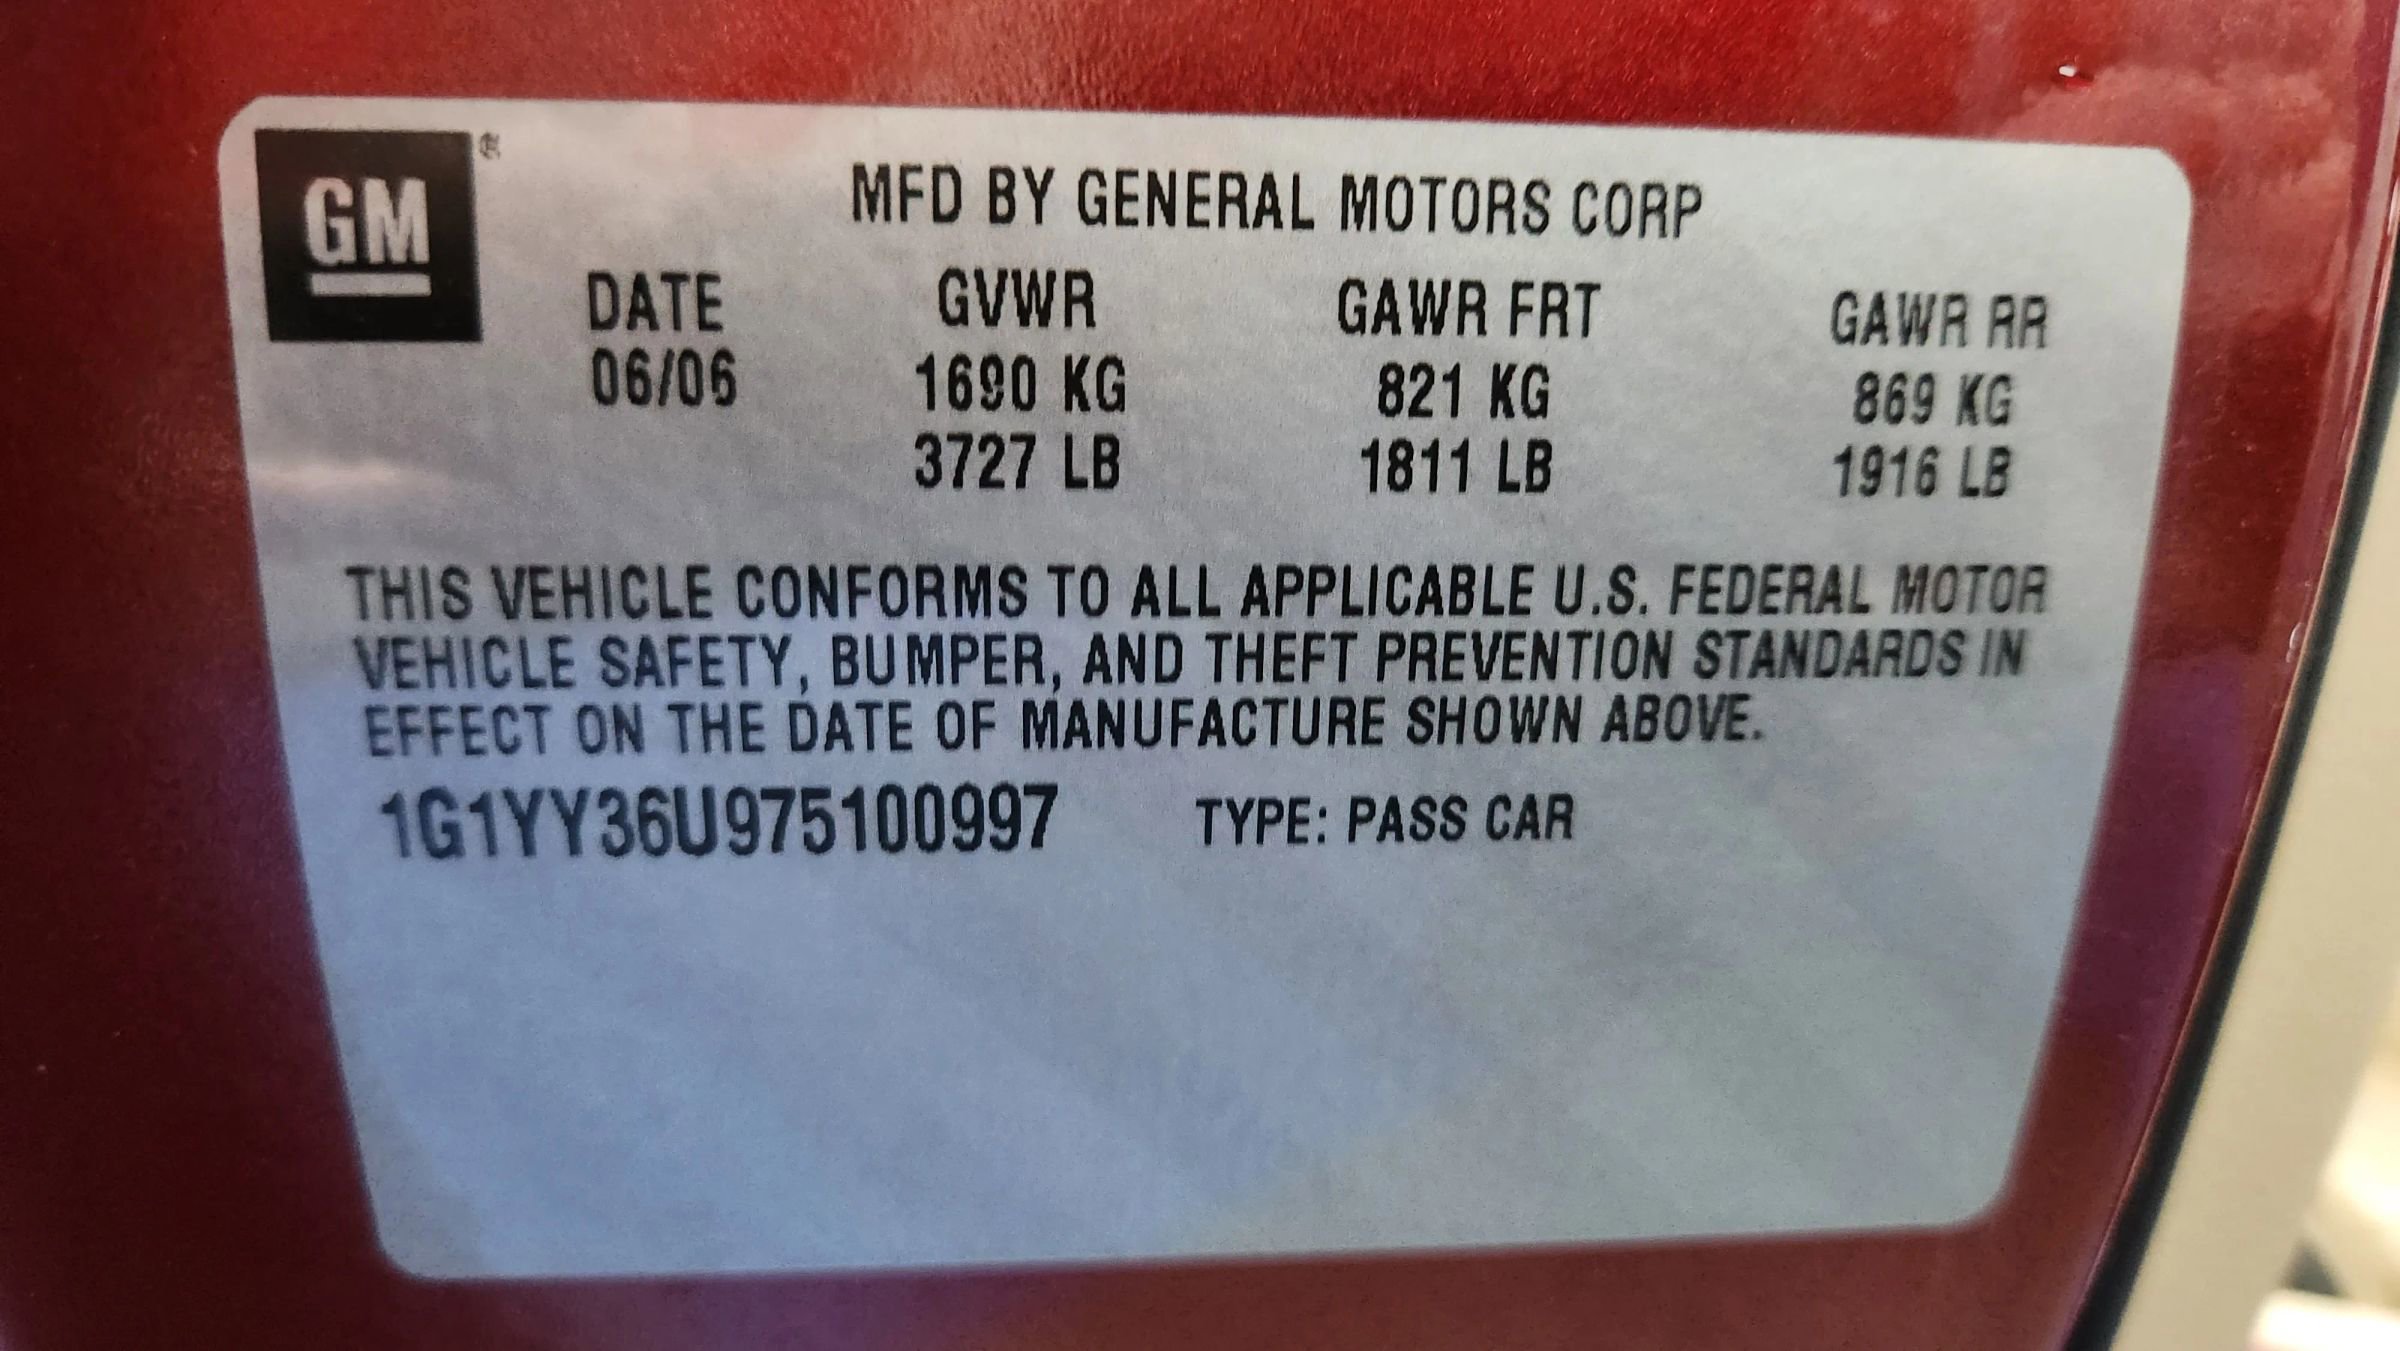 GM®
MFD BY GENERAL MOTORS CORP
DATE GVWR GAWR FRT GAWR RR
06/06 1690 KG 821 KG 869 KG
3727 LB 1811 LB 1916 LB
THIS VEHICLE CONFORMS TO ALL APPLICABLE U.S. FEDERAL MOTOR
VEHICLE SAFETY, BUMPER, AND THEFT PREVENTION STANDARDS IN
EFFECT ON THE DATE OF MANUFACTURE SHOWN ABOVE.
1G1YY36U975100997 TYPE: PASS CAR